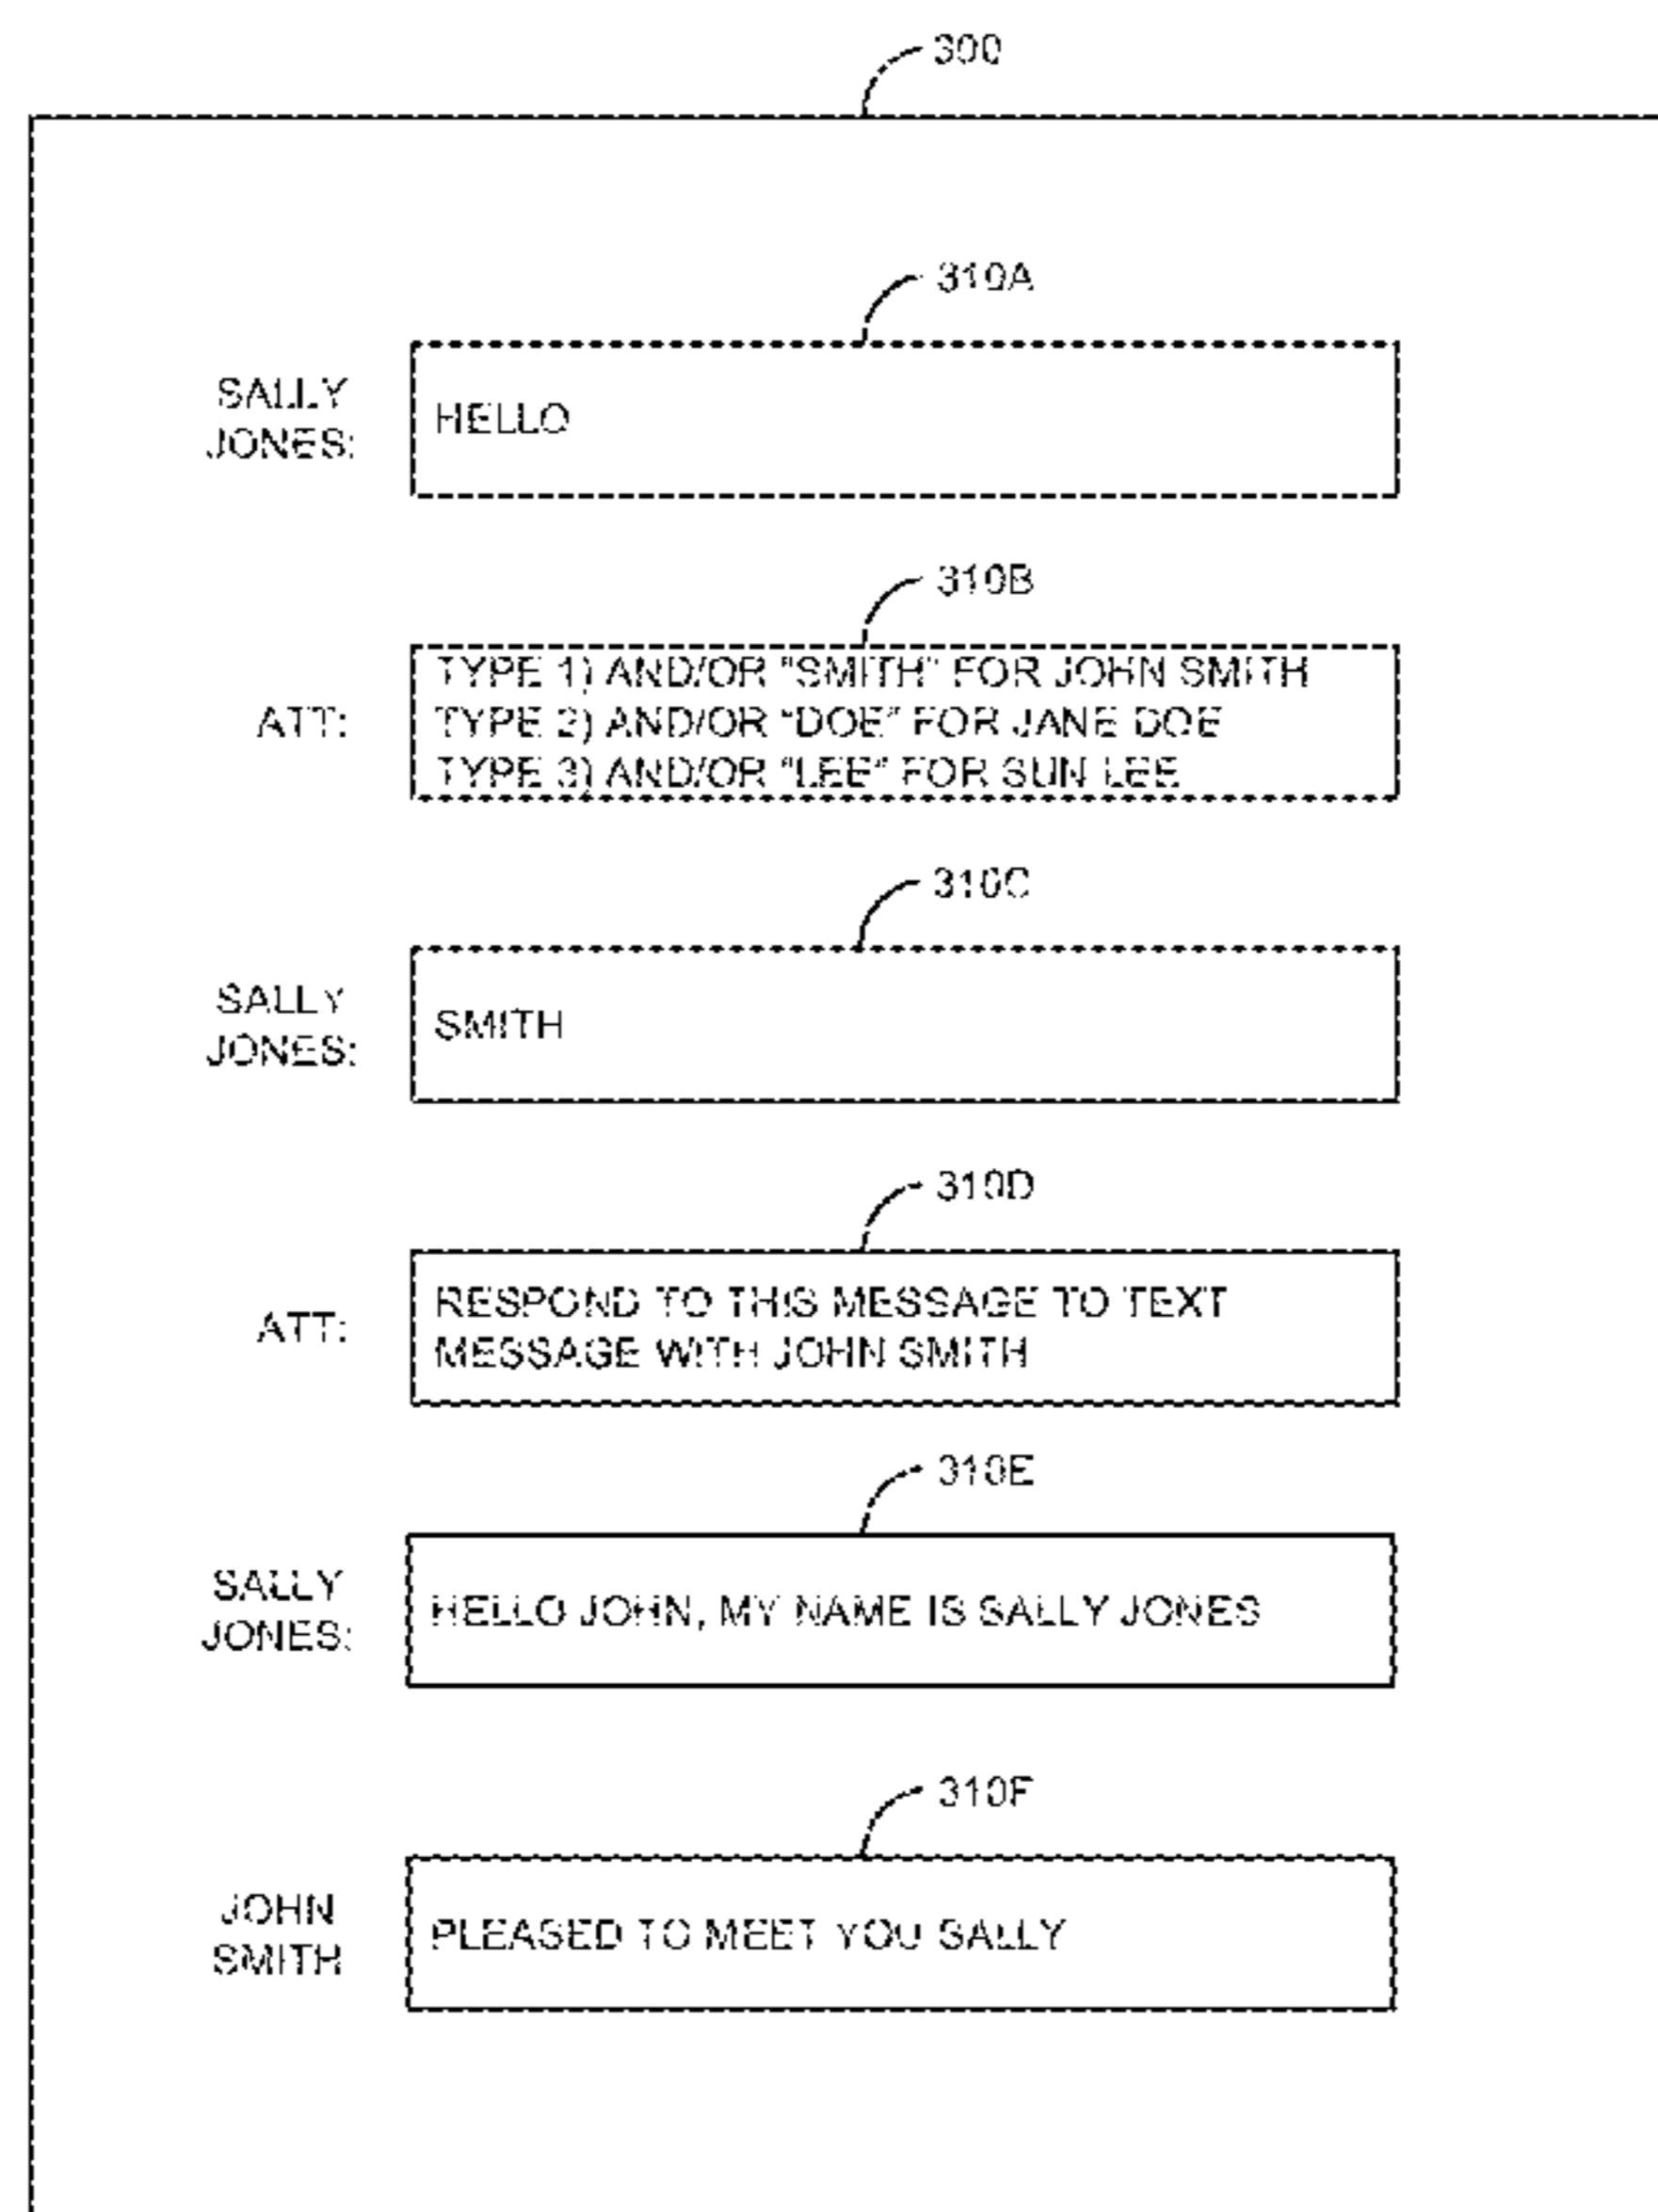 300
310A
SALLY
JONES:
HELLO
310B
ATT:
TYPE 1) AND/OR "SMITH" FOR JOHN SMITH
TYPE 2) AND/OR "DOE" FOR JANE DOE
TYPE 3) AND/OR "LEE" FOR SUN LEE
310C
SALLY
JONES:
SMITH
310D
ATT:
RESPOND TO THIS MESSAGE TO TEXT
MESSAGE WITH JOHN SMITH
310E
SALLY
JONES:
HELLO JOHN, MY NAME IS SALLY JONES
310F
JOHN
SMITH
PLEASED TO MEET YOU SALLY